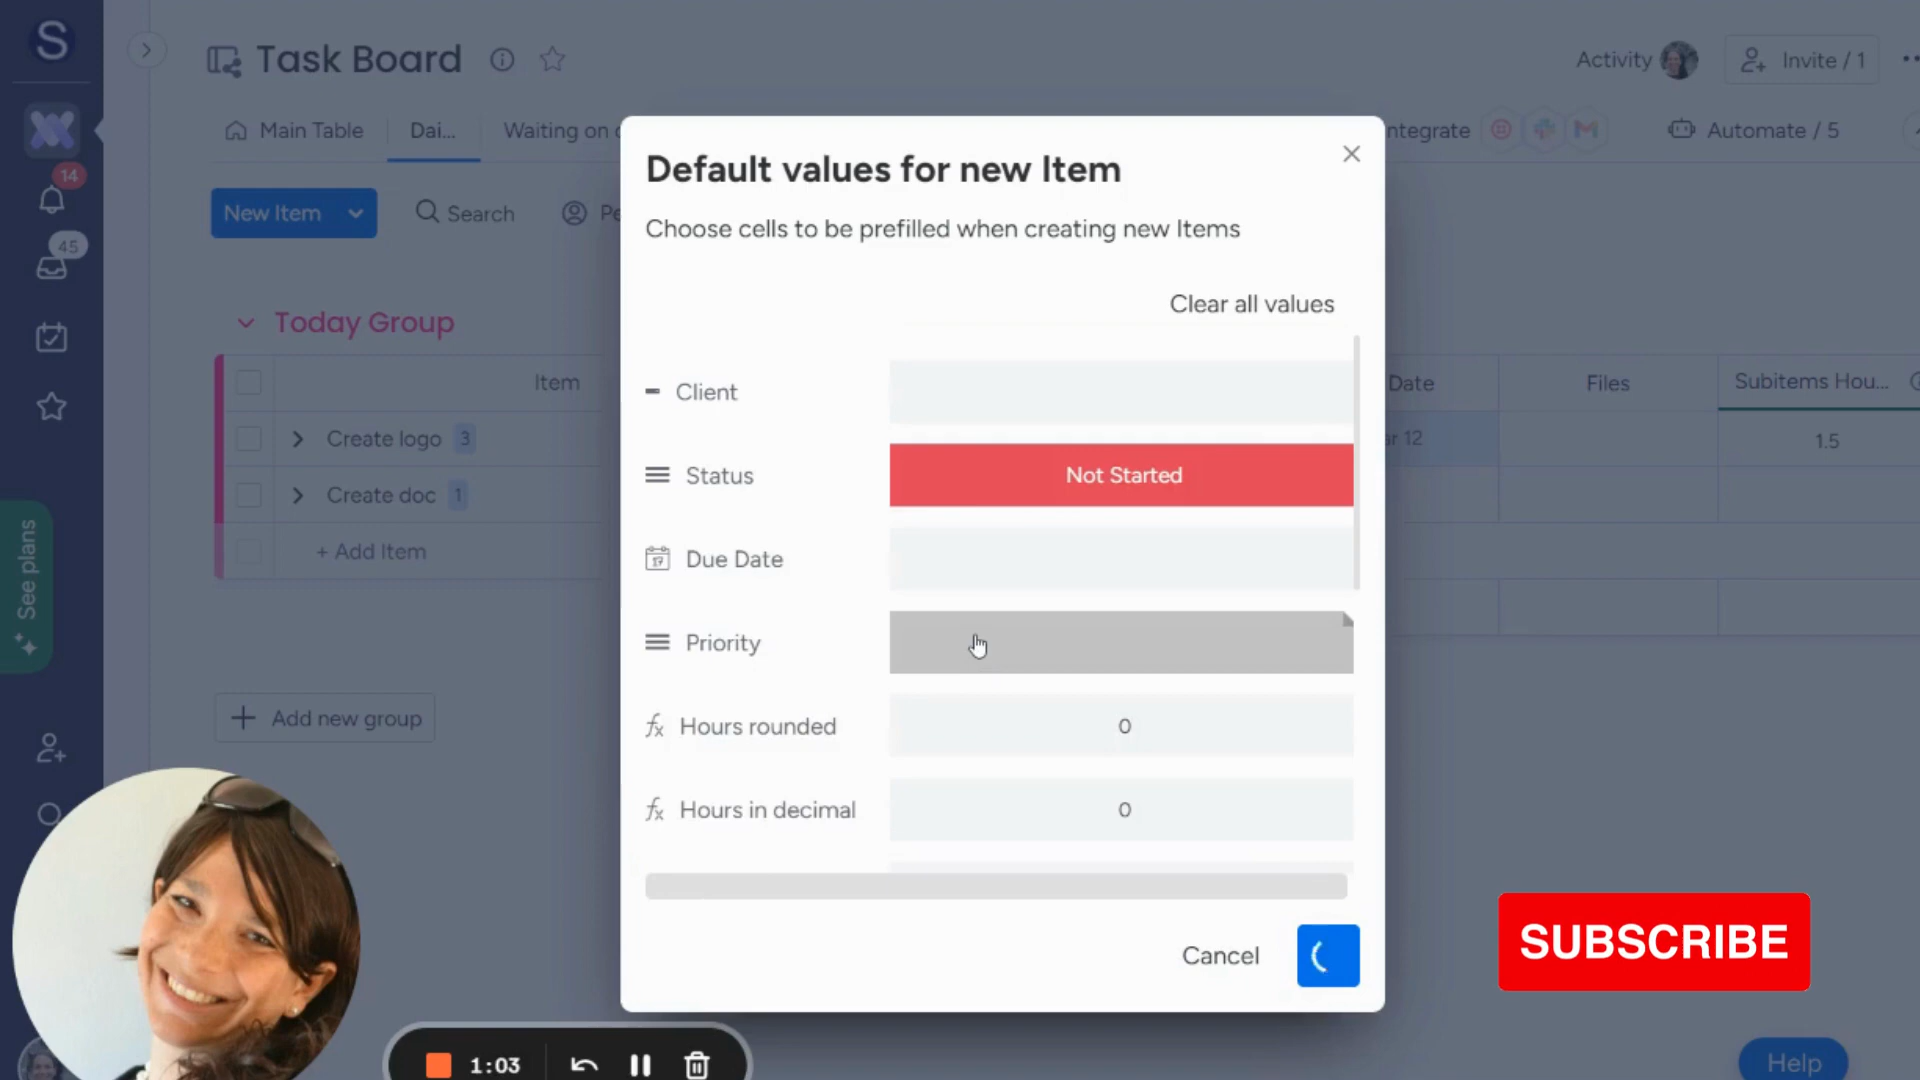 S
Task Board
Activity
Invite / 1
Main Table
Dai...
Waiting on
ntegrate
Automate / 5
14
45
New Item
Search
Pe
Default values for new Item
Choose cells to be prefilled when creating new Items
Clear all values
Client
Status
Not Started
Due Date
17
Priority
Hours rounded
0
Hours in decimal
0
Cancel
Today Group
Item
Date
Files
Subitems Hou...
Create logo 3
ar 12
1.5
Create doc 1
+ Add Item
+ Add new group
See plans
SUBSCRIBE
1:03
Help